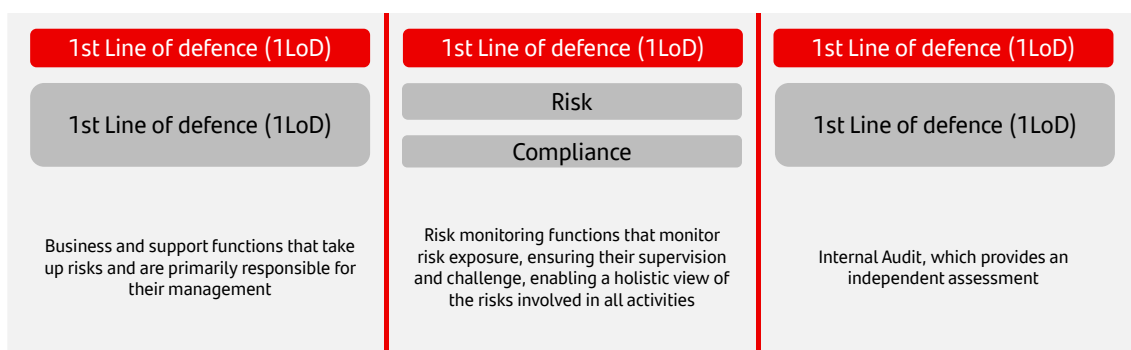 1st Line of defence (1LoD)
1st Line of defence (1LoD)
Business and support functions that take
up risks and are primarily responsible for
their management
1st Line of defence (1LoD)
Risk
Compliance
Risk monitoring functions that monitor
risk exposure, ensuring their supervision
and challenge, enabling a holistic view of
the risks involved in all activities
1st Line of defence (1LoD)
1st Line of defence (1LoD)
Internal Audit, which provides an
independent assessment